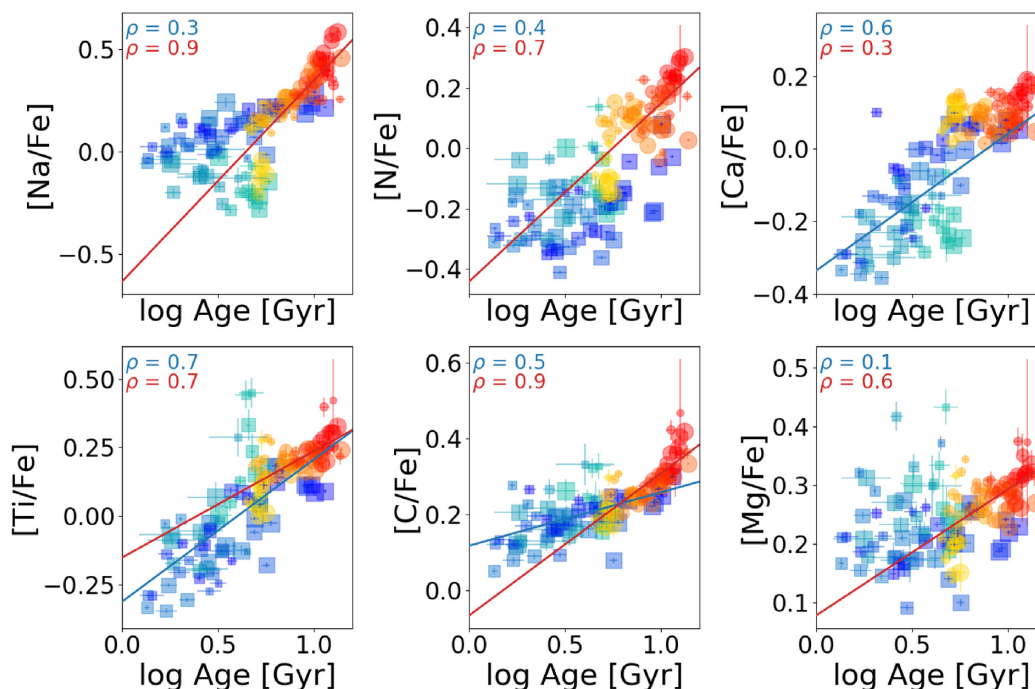 ρ = 0.3
ρ = 0.9
[Na/Fe]
0.5
0.0
−0.5
log Age [Gyr]
ρ = 0.4
ρ = 0.7
[N/Fe]
0.4
0.2
0.0
−0.2
−0.4
log Age [Gyr]
ρ = 0.6
ρ = 0.3
[Ca/Fe]
0.2
0.0
−0.2
−0.4
log Age [Gyr]
ρ = 0.7
ρ = 0.7
[Ti/Fe]
0.50
0.25
0.00
−0.25
0.0 0.5 1.0
log Age [Gyr]
ρ = 0.5
ρ = 0.9
[C/Fe]
0.6
0.4
0.2
0.0
0.0 0.5 1.0
log Age [Gyr]
ρ = 0.1
ρ = 0.6
[Mg/Fe]
0.5
0.4
0.3
0.2
0.1
0.0 0.5 1.0
log Age [Gyr]